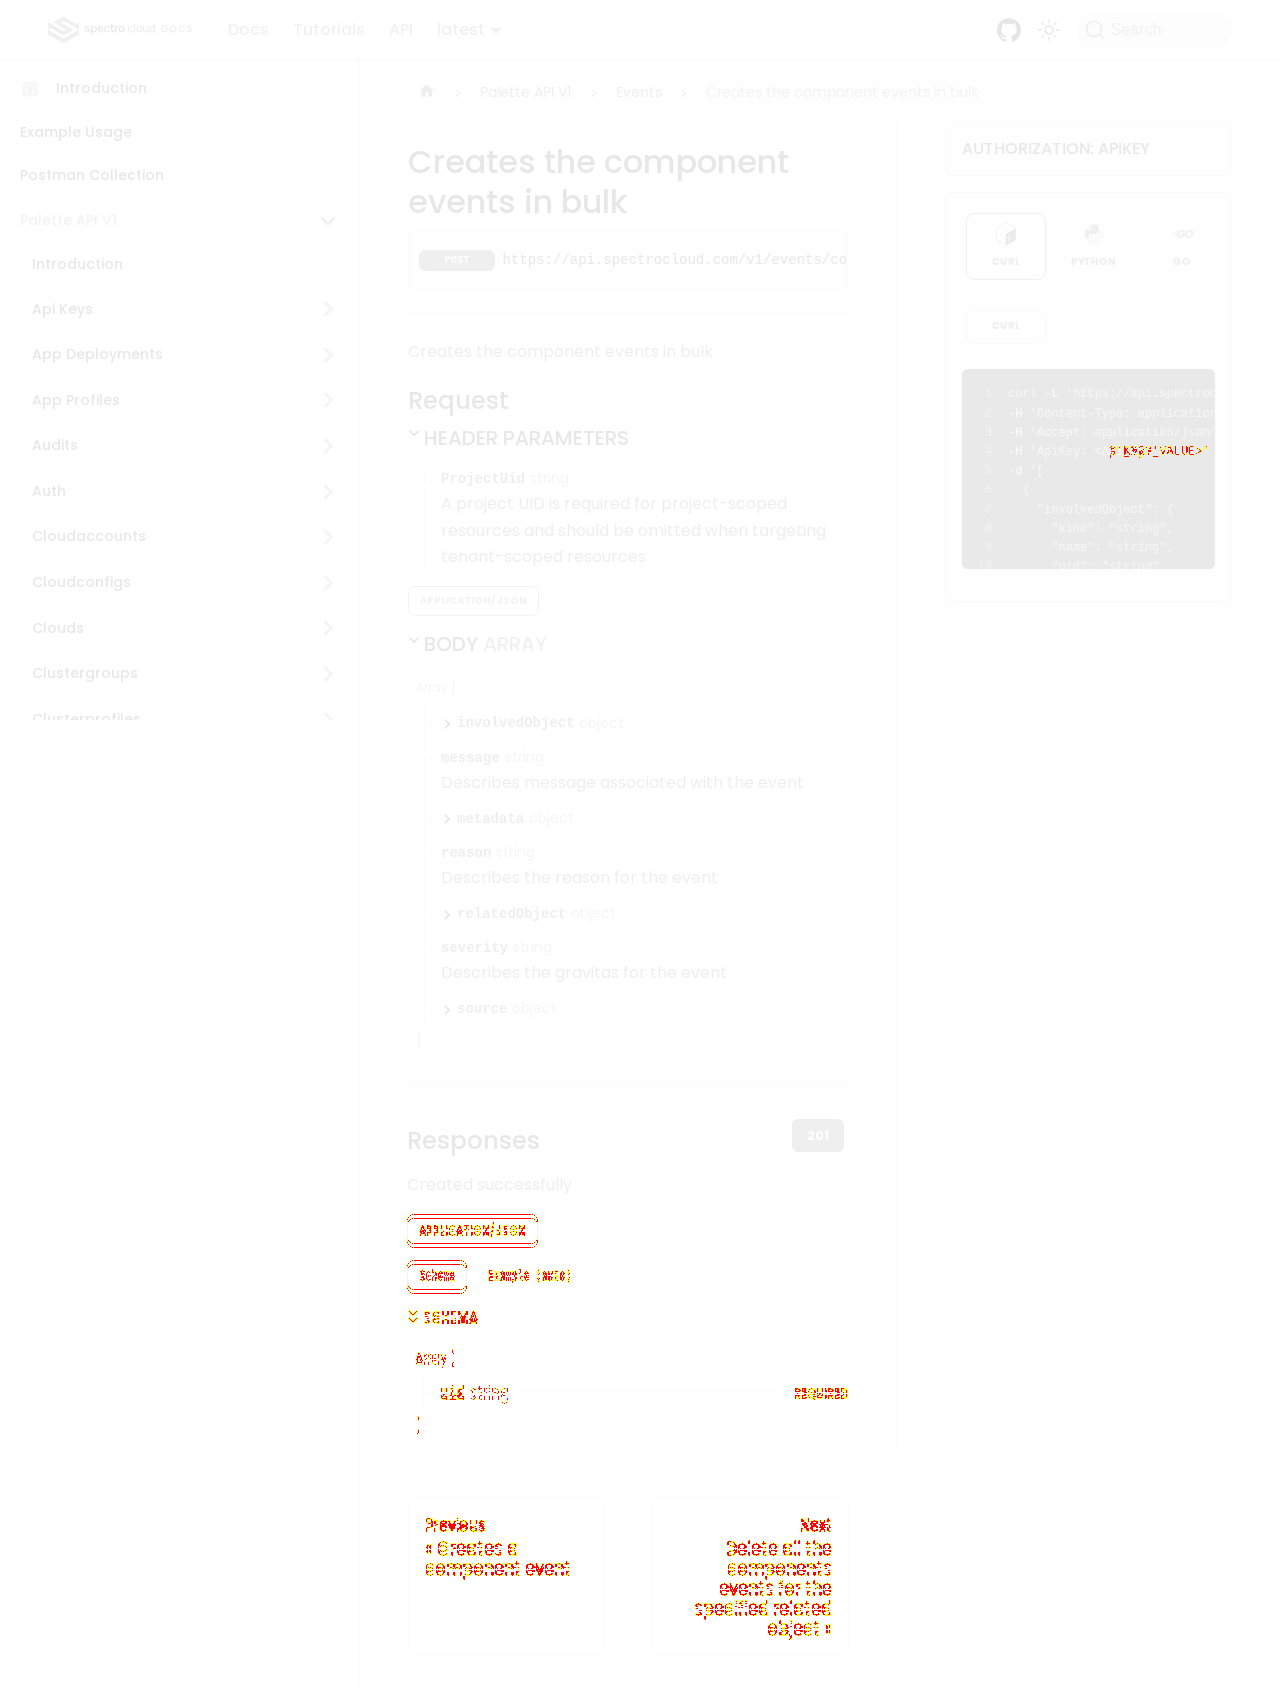 spectro cloud DOCS Docs Tutorials API latest Search
Introduction
Example Usage
Postman Collection
Palette API V1
Introduction
Api Keys
App Deployments
App Profiles
Audits
Auth
Cloudaccounts
Cloudconfigs
Clouds
Clustergroups
Clusterprofiles
Palette API V1 Events Creates the component events in bulk
Creates the component
events in bulk
POST https://api.spectrocloud.com/v1/events/co
Creates the component events in bulk
Request
HEADER PARAMETERS
ProjectUid string
A project UID is required for project-scoped
resources and should be omitted when targeting
tenant-scoped resources
APPLICATION/JSON
BODY ARRAY
Array [
involvedObject object
message string
Describes message associated with the event
metadata object
reason string
Describes the reason for the event
relatedObject object
severity string
Describes the gravitas for the event
source object
]
Responses 201
Created successfully
APPLICATION/JSON
Schema Example (auto)
SCHEMA
Array [
uid string REQUIRED
]
Previous
« Creates a
component event
Next
Delete all the
components
events for the
specified related
object »
AUTHORIZATION: APIKEY
CURL PYTHON GO
CURL
1 curl -L 'https://api.spectroc
2 -H 'Content-Type: application
3 -H 'Accept: application/json'
4 -H 'ApiKey: VALUE>'
5 -d '[
6 {
7 "involvedObject": {
8 "kind": "string",
9 "name": "string",
10 "uid": "string"